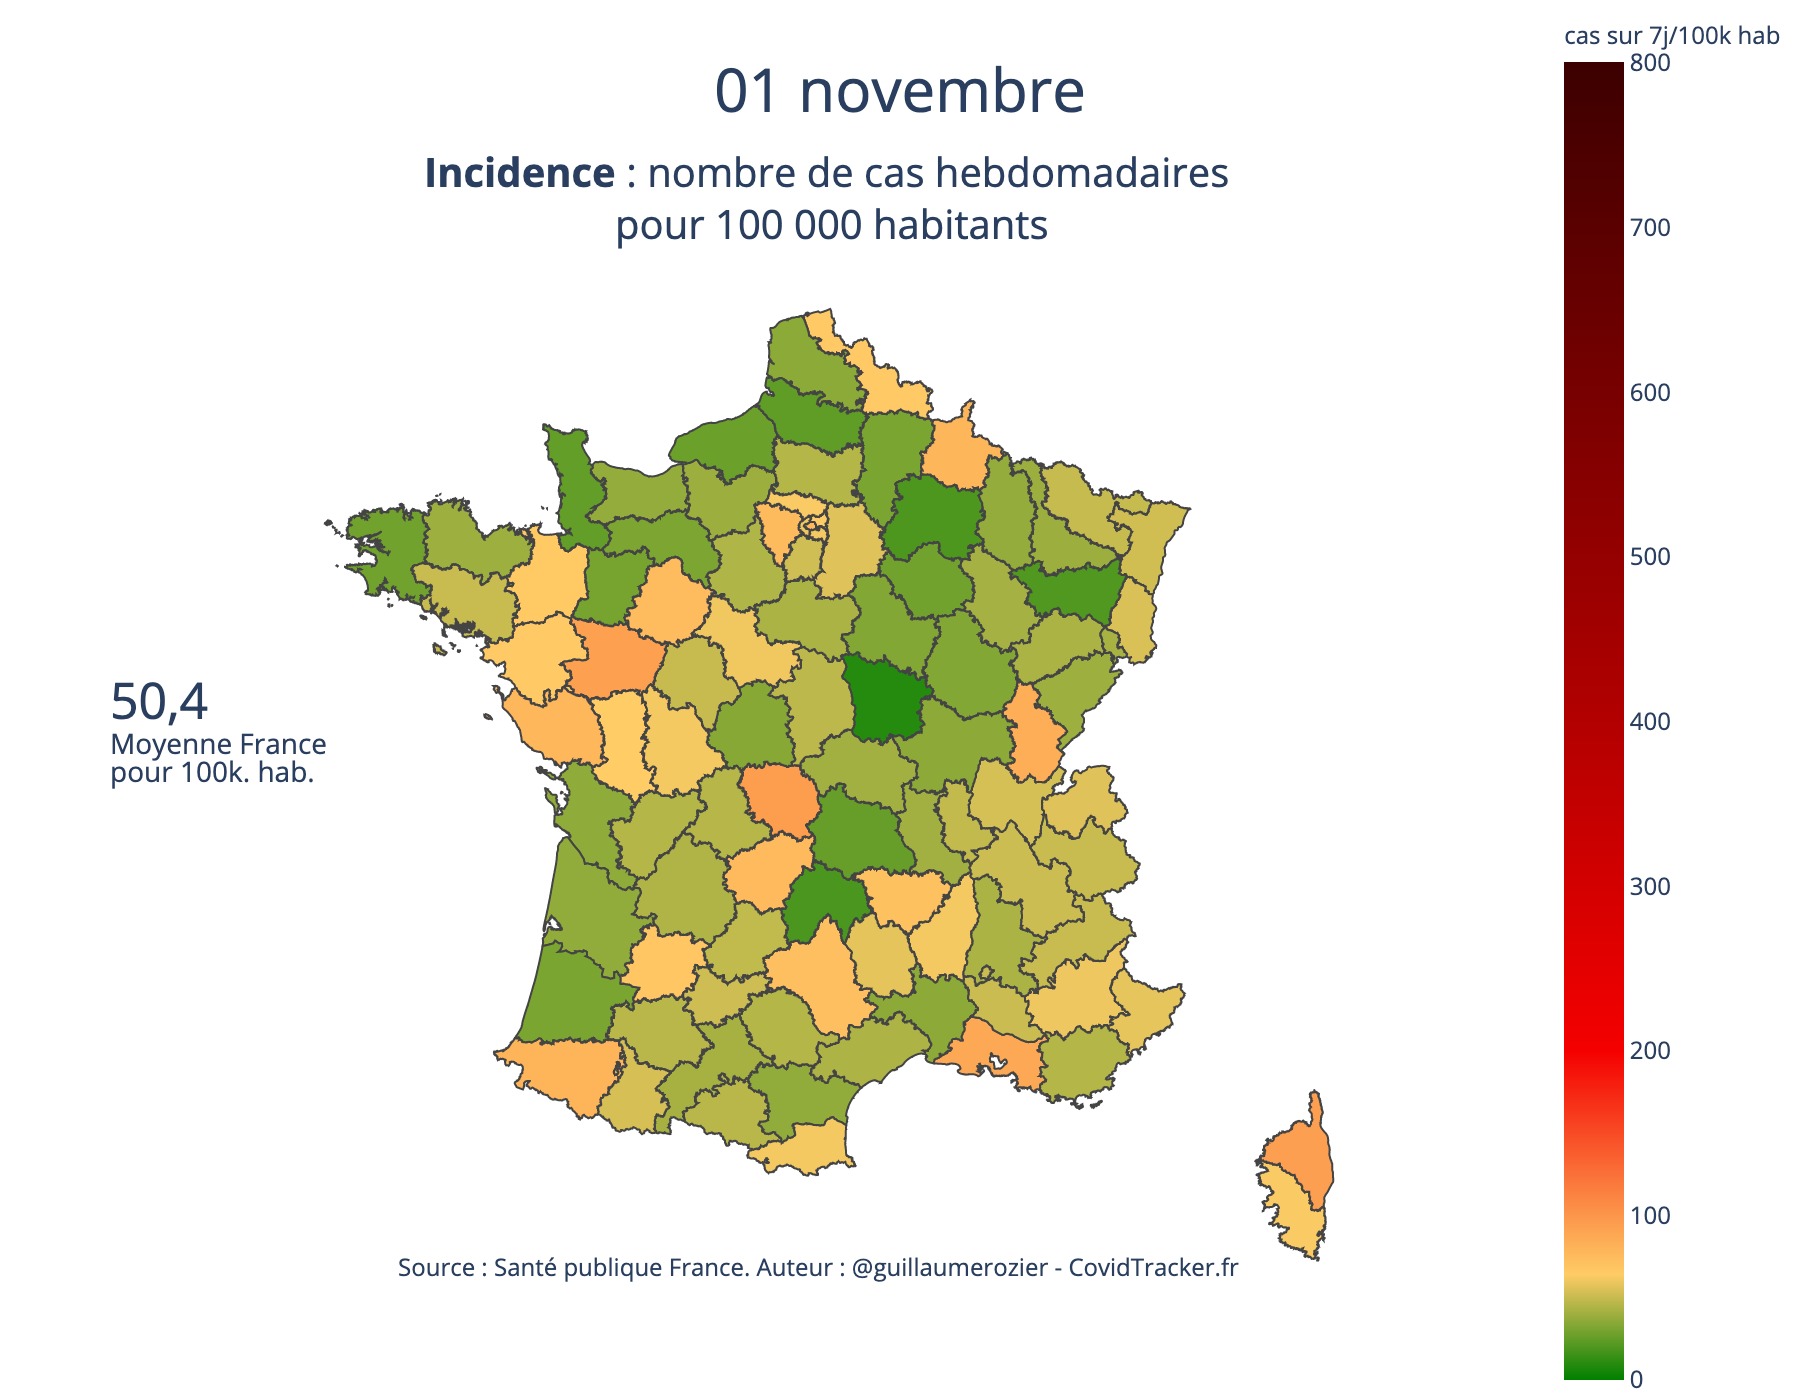 cas sur 7j/100k hab
01 novembre
Incidence : nombre de cas hebdomadaires
pour 100 000 habitants
800
700
600
500
400
300
200
100
0
50,4
Moyenne France
pour 100k. hab.
Source : Santé publique France. Auteur : @guillaumerozier - CovidTracker.fr